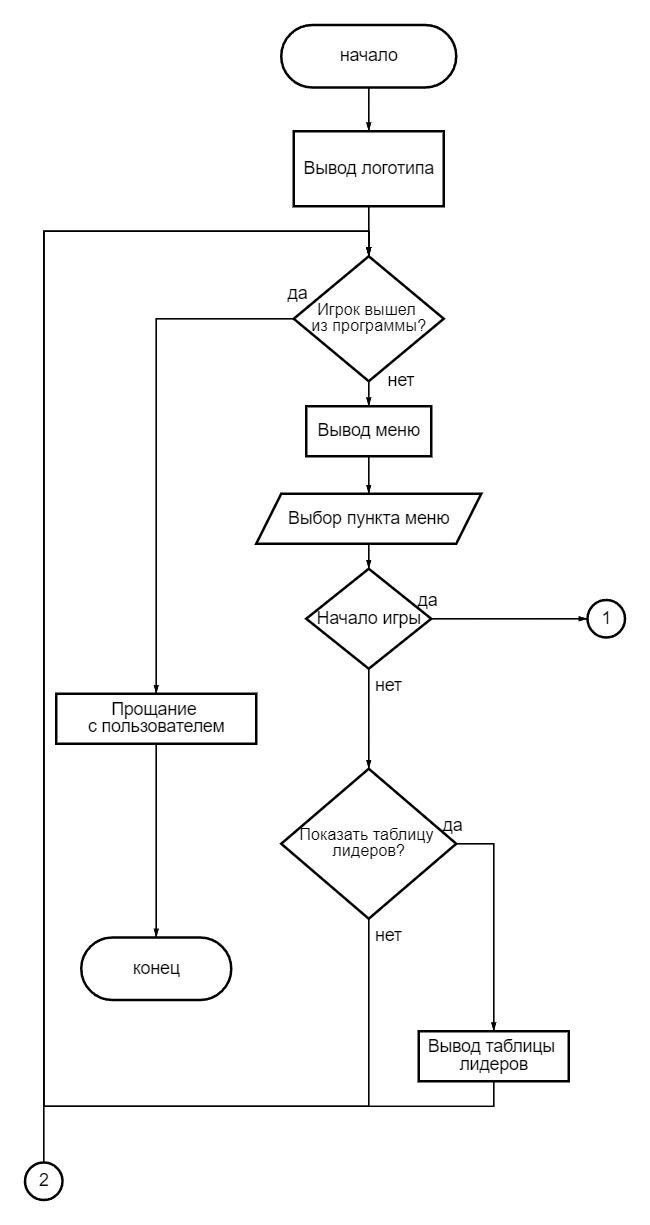 начало
Вывод логотипа
да
Игрок вышел
из программы?
нет
Вывод меню
Выбор пункта меню
да
Начало игры
1
нет
Прощание
с пользователем
да
Показать таблицу
лидеров?
нет
конец
Вывод таблицы
лидеров
2